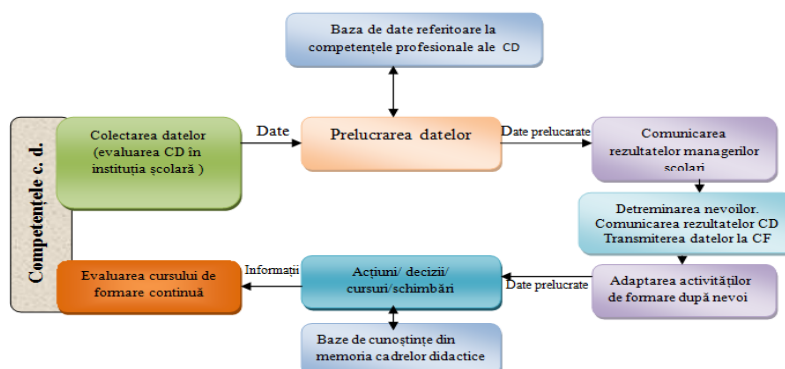 Baza de date referitoare la
competențele profesionale ale CD
Competențele c. d.
Colectarea datelor
(evaluarea CD în
instituția școlară )
Date
Prelucrarea datelor
Date prelucarate
Comunicarea
rezultatelor managerilor
școlari
Detreminarea nevoilor.
Comunicarea rezultatelor CD
Transmiterea datelor la CF
Evaluarea cursului de
formare continuă
Informații
Acțiuni/ decizii/
cursuri/schimbări
Date prelucrate
Adaptarea activităților
de formare după nevoi
Baze de cunoștințe din
memoria cadrelor didactice